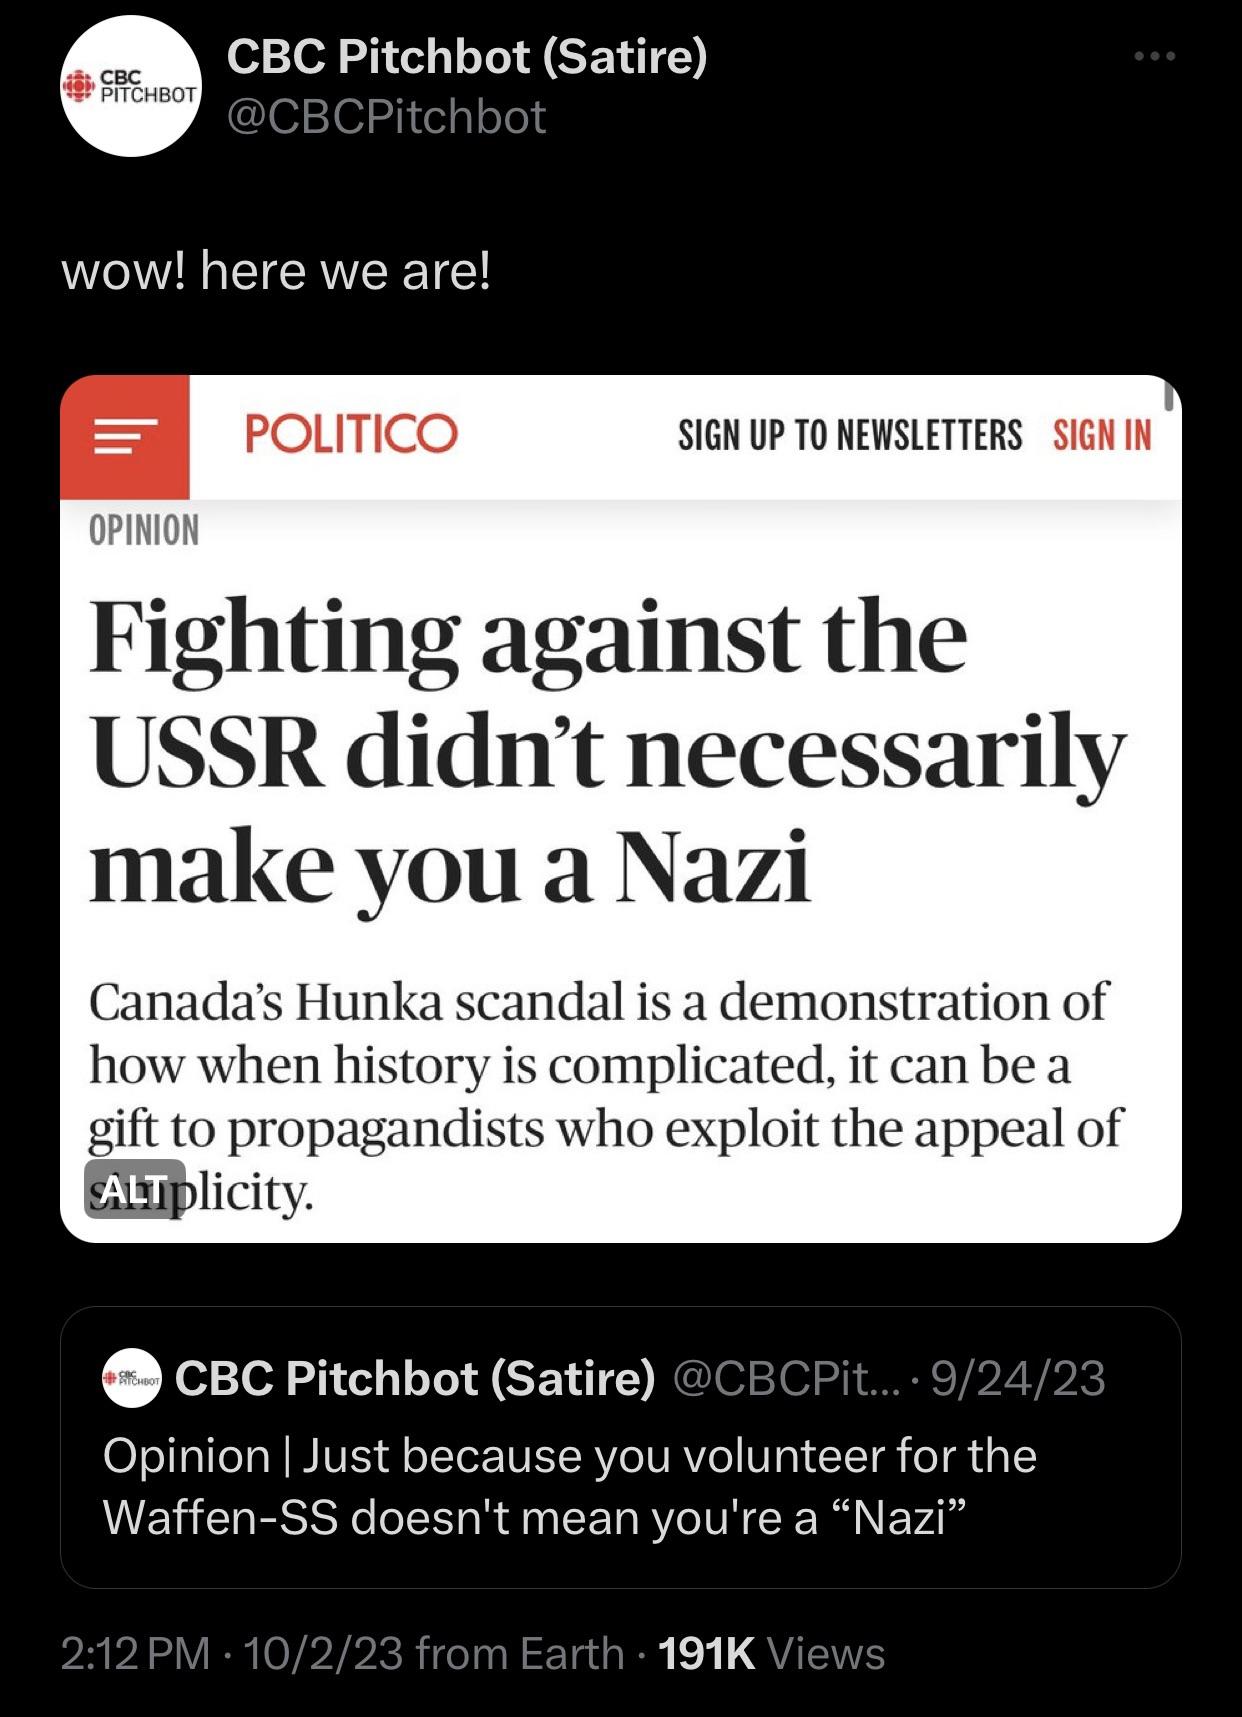 CBC
PITCHBOT
CBC Pitchbot (Satire)
@CBCPitchbot
wow! here we are!
POLITICO
SIGN UP TO NEWSLETTERS SIGN IN
OPINION
Fighting against the
USSR didn’t necessarily
make you a Nazi
Canada’s Hunka scandal is a demonstration of
how when history is complicated, it can be a
gift to propagandists who exploit the appeal of
simplicity.
ALT
CBC
PITCHBOT
CBC Pitchbot (Satire) @CBCPit... · 9/24/23
Opinion | Just because you volunteer for the
Waffen-SS doesn't mean you're a “Nazi”
2:12 PM · 10/2/23 from Earth · 191K Views